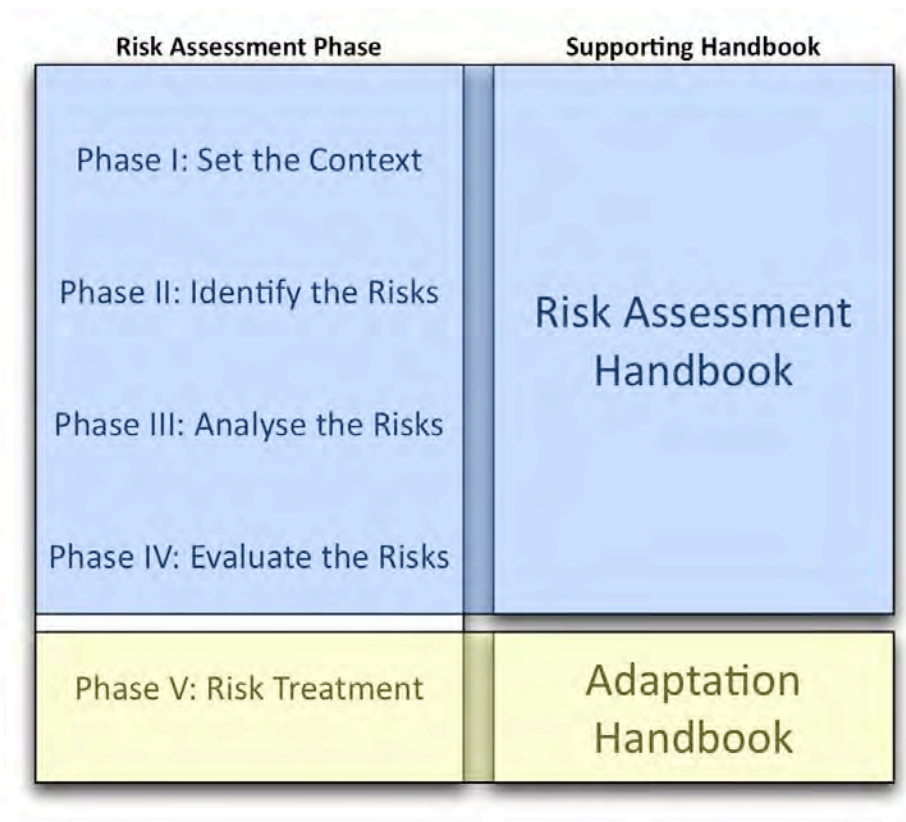 Risk Assessment Phase
Supporting Handbook
Phase I: Set the Context
Phase II: Identify the Risks
Phase III: Analyse the Risks
Phase IV: Evaluate the Risks
Risk Assessment
Handbook
Phase V: Risk Treatment
Adaptation
Handbook